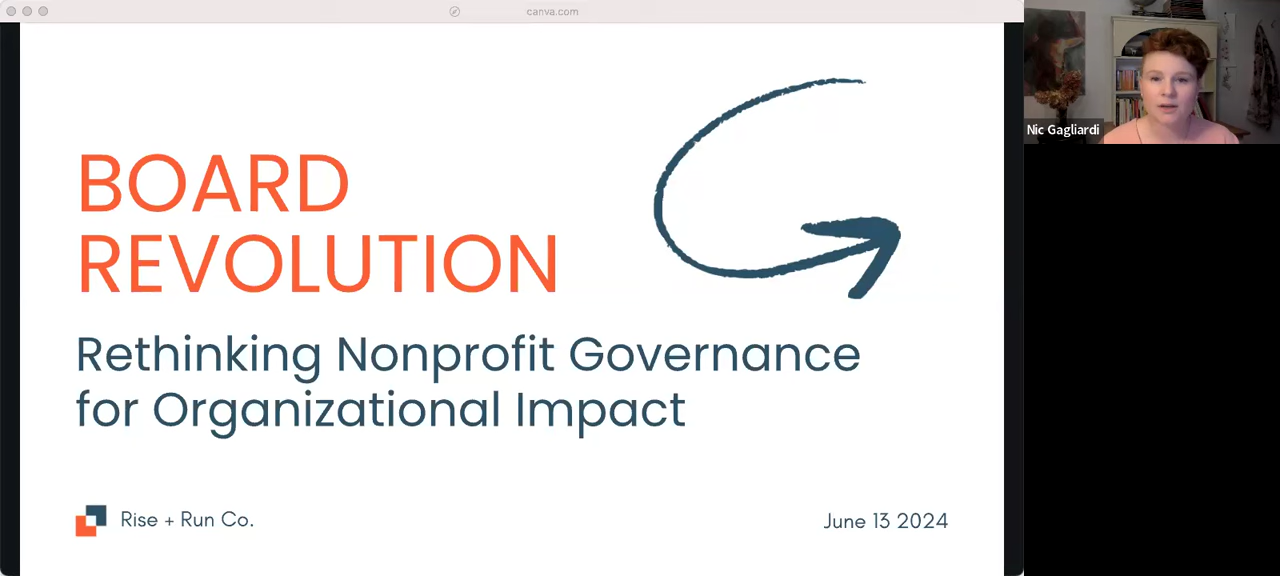 canva.com
BOARD
REVOLUTION
Rethinking Nonprofit Governance
for Organizational Impact
Rise + Run Co.
June 13 2024
Nic Gagliardi